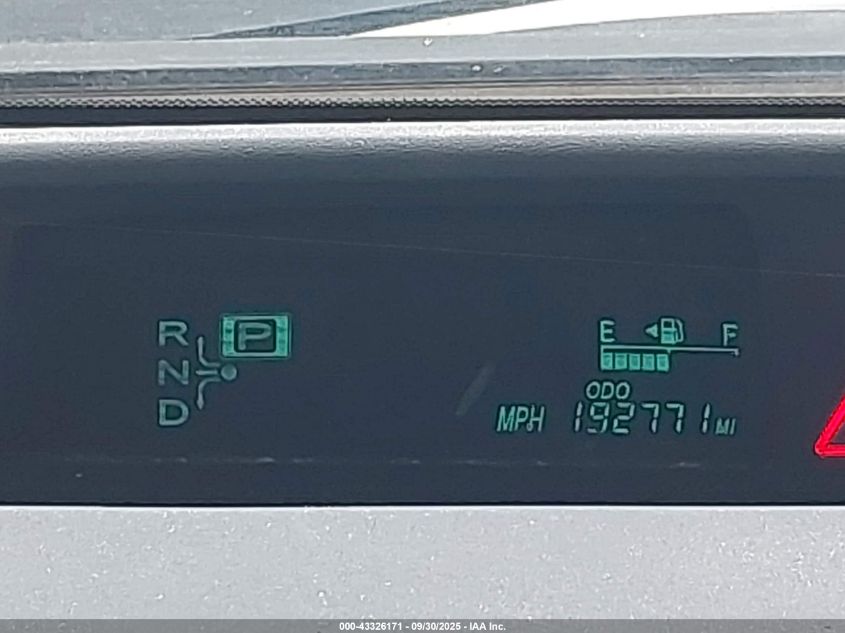 R P
N
D
E F
ODO
MPH 192771 MI
000-43326171 - 09/30/2025 - IAA Inc.